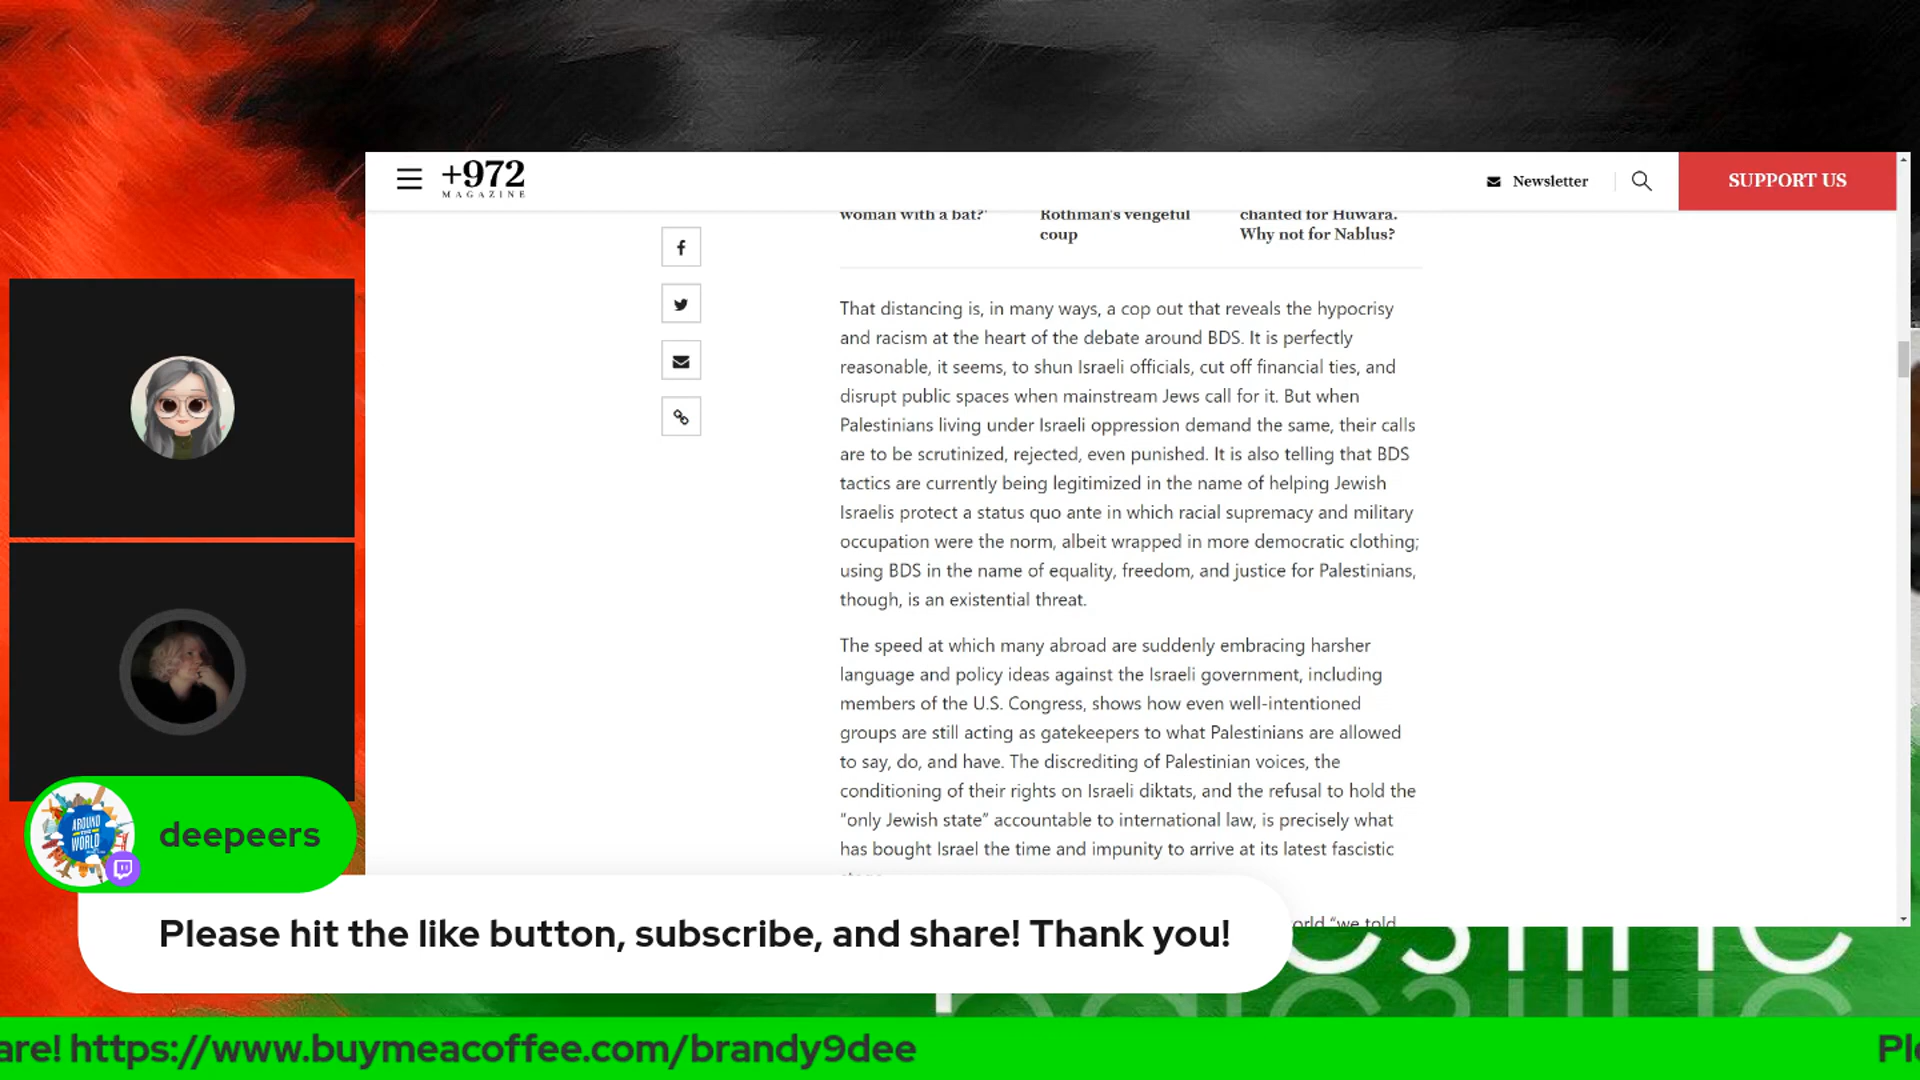 +972
MAGAZINE
Newsletter
SUPPORT US
woman with a bat?'
Rothman's vengeful
coup
chanted for Huwara.
Why not for Nablus?
That distancing is, in many ways, a cop out that reveals the hypocrisy
and racism at the heart of the debate around BDS. It is perfectly
reasonable, it seems, to shun Israeli officials, cut off financial ties, and
disrupt public spaces when mainstream Jews call for it. But when
Palestinians living under Israeli oppression demand the same, their calls
are to be scrutinized, rejected, even punished. It is also telling that BDS
tactics are currently being legitimized in the name of helping Jewish
Israelis protect a status quo ante in which racial supremacy and military
occupation were the norm, albeit wrapped in more democratic clothing;
using BDS in the name of equality, freedom, and justice for Palestinians,
though, is an existential threat.
The speed at which many abroad are suddenly embracing harsher
language and policy ideas against the Israeli government, including
members of the U.S. Congress, shows how even well-intentioned
groups are still acting as gatekeepers to what Palestinians are allowed
to say, do, and have. The discrediting of Palestinian voices, the
conditioning of their rights on Israeli diktats, and the refusal to hold the
"only Jewish state" accountable to international law, is precisely what
has bought Israel the time and impunity to arrive at its latest fascistic
"we told
AROUND
WORLD
deepeers
Please hit the like button, subscribe, and share! Thank you!
are! https://www.buymeacoffee.com/brandy9dee